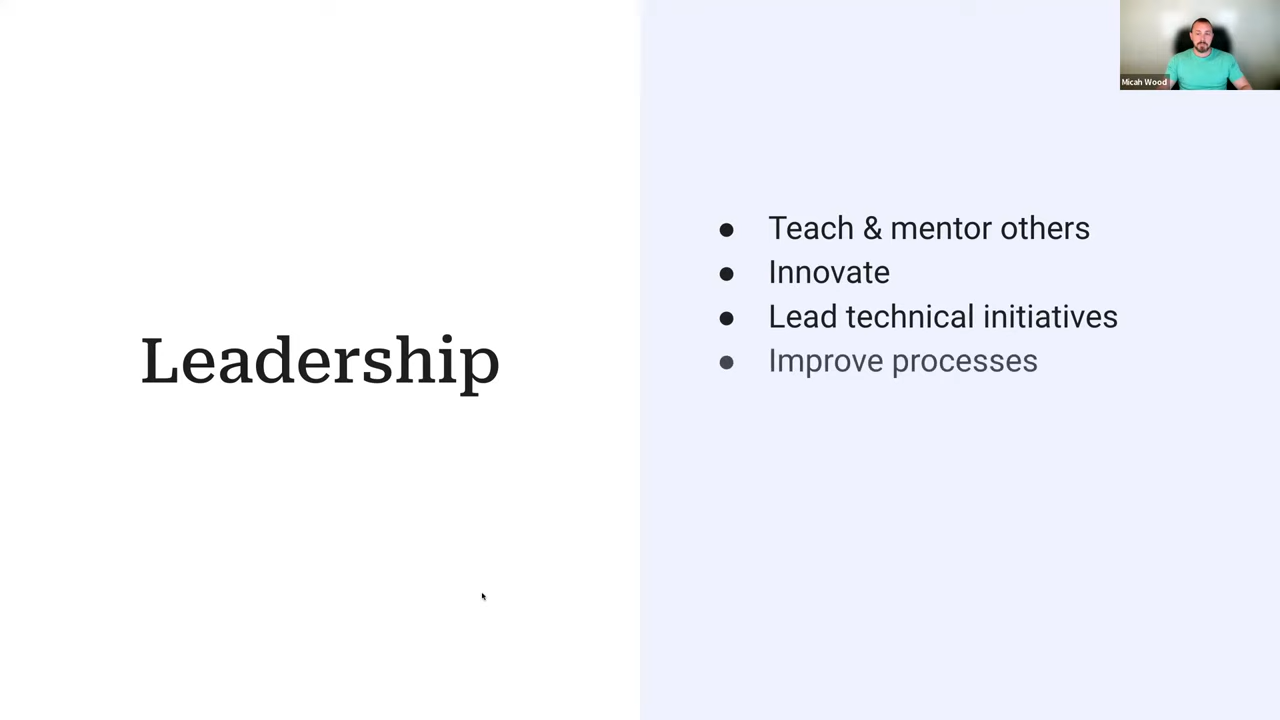 Micah Wood
Leadership
● Teach & mentor others
● Innovate
● Lead technical initiatives
● Improve processes